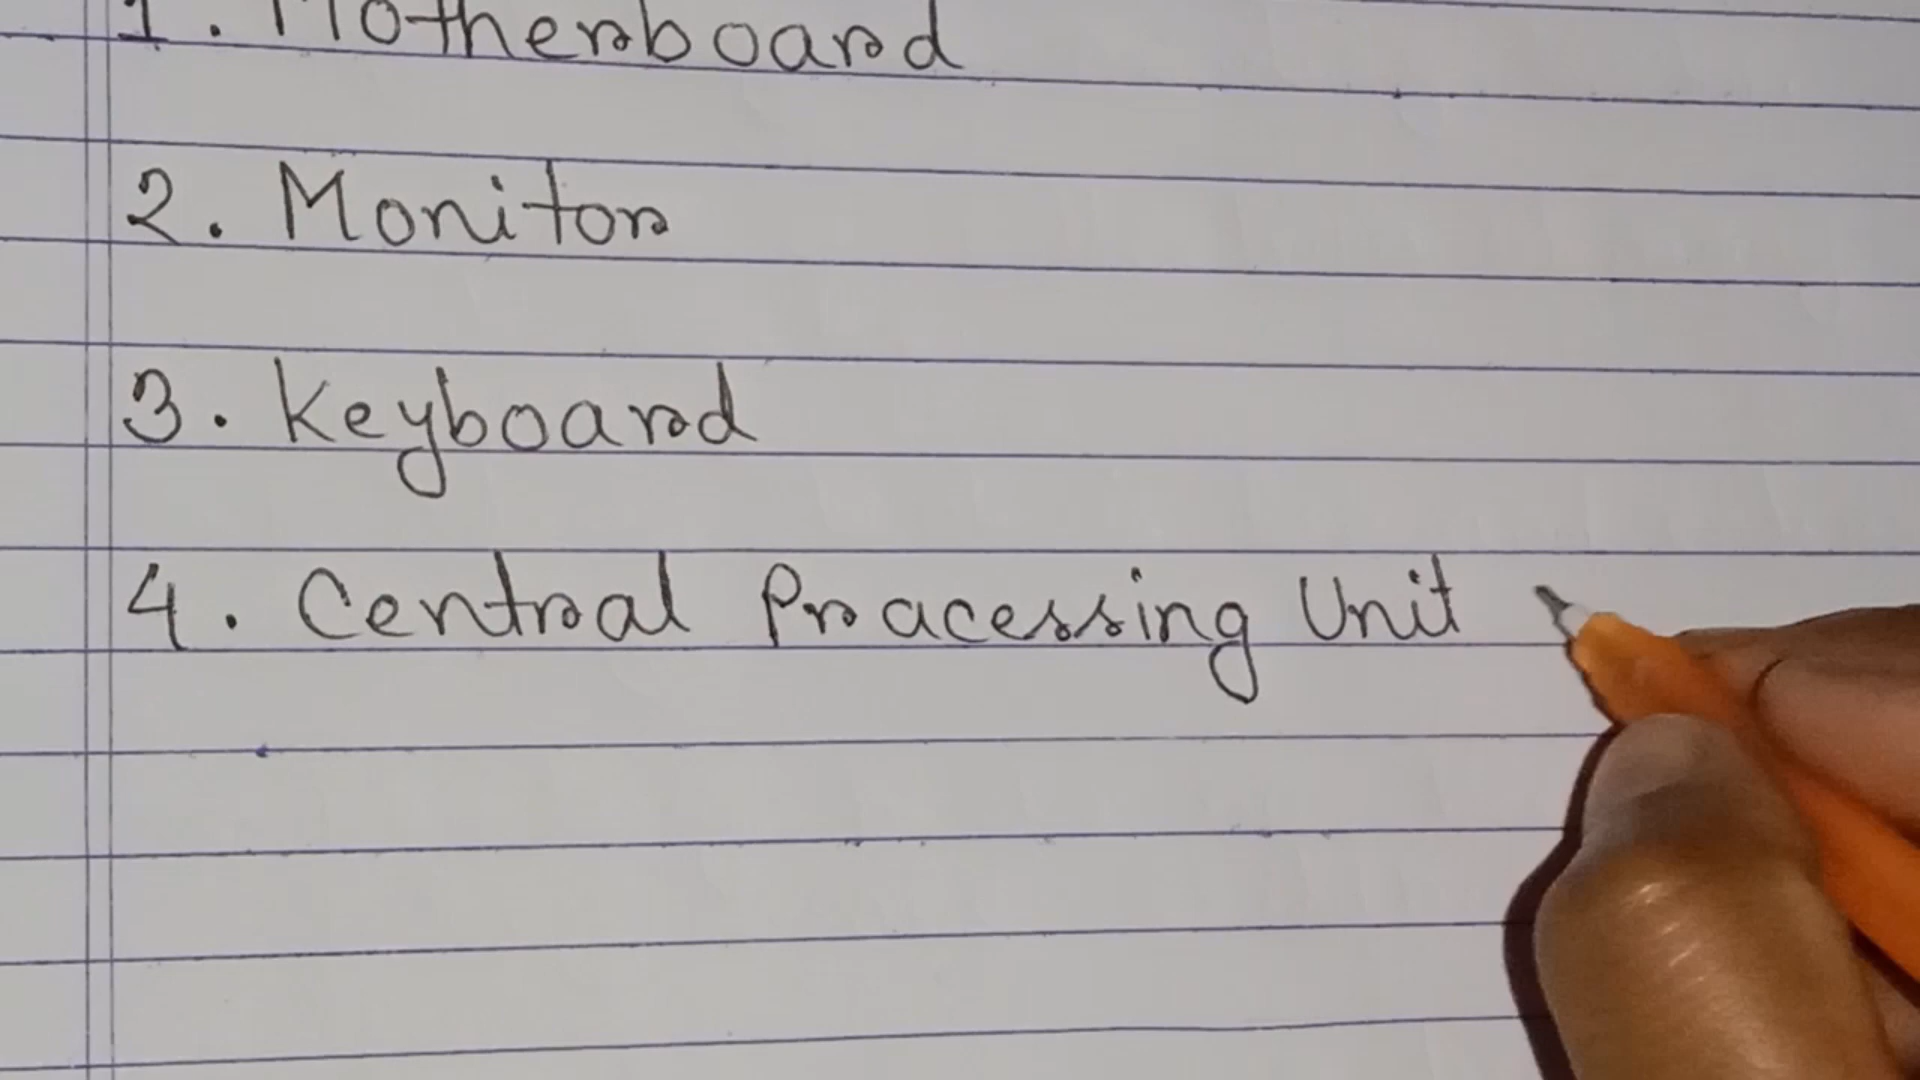 1. Motherboard
2. Monitor
3. Keyboard
4. Central Pracessing Unit